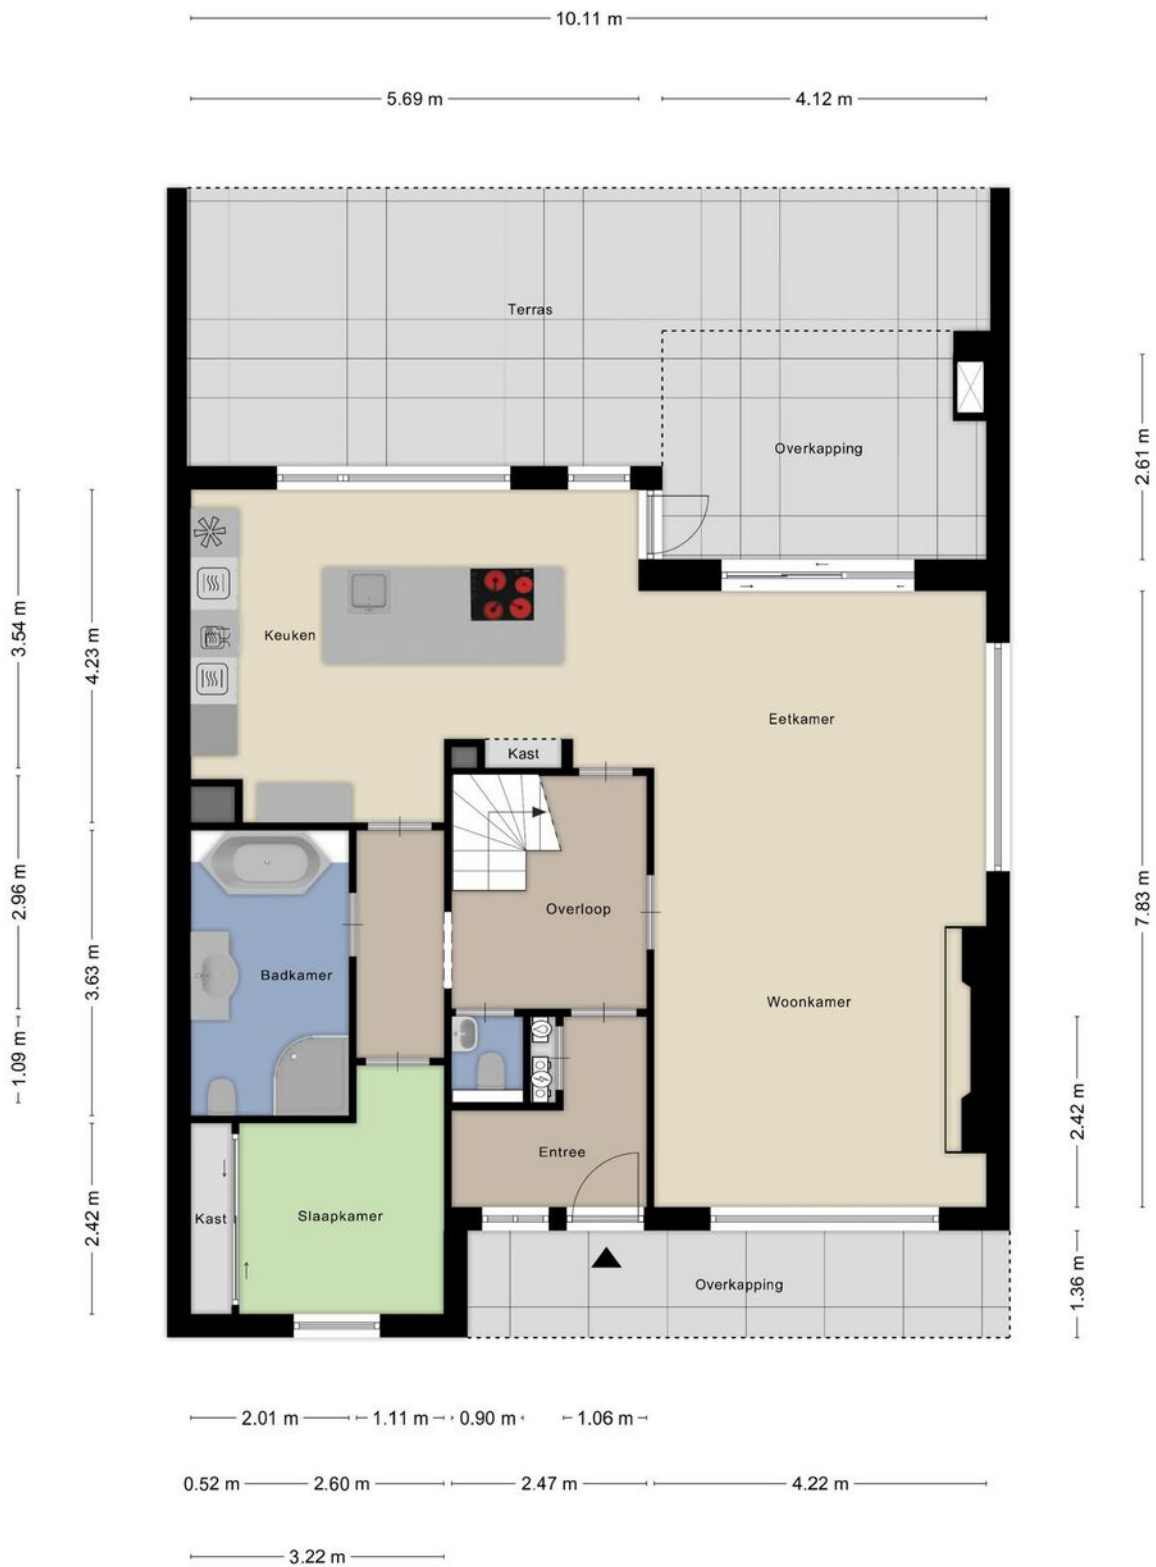 10.11 m
5.69 m
4.12 m
Terras
Overkapping
2.61 m
3.54 m
4.23 m
Keuken
Eetkamer
Kast
2.96 m
3.63 m
7.83 m
Overloop
Badkamer
Woonkamer
1.09 m
2.42 m
Entree
Kast
Slaapkamer
2.42 m
Overkapping
1.36 m
2.01 m
1.11 m
0.90 m
1.06 m
0.52 m
2.60 m
2.47 m
4.22 m
3.22 m